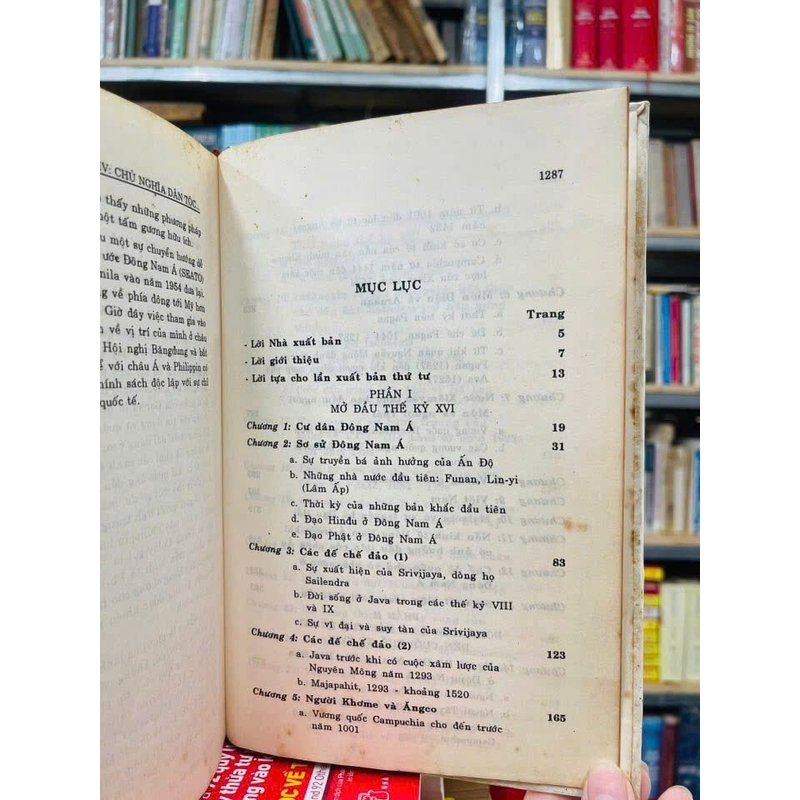 IV: CHỦ NGHĨA DÂN TỘC...
thấy những phương pháp
một tấm gương hữu ích.
một sự chuyển hướng để
nước Đông Nam Á (SEATO)
nila vào năm 1954 đưa lại.
về phía đông tới Mỹ hơn
Giờ đây việc tham gia vào
về vị trí của mình ở châu
Hội nghị Băngđung và bắt
với châu Á và Philippin có
chính sách độc lập với sự chỉ
quốc tế.
1287
MỤC LỤC
Trang
- Lời Nhà xuất bản 5
- Lời giới thiệu 7
- Lời tựa cho lần xuất bản thứ tư 13
PHẦN I
MỞ ĐẦU THẾ KỶ XVI
Chương 1: Cư dân Đông Nam Á 19
Chương 2: Sơ sử Đông Nam Á 31
a. Sự truyền bá ảnh hưởng của Ấn Độ
b. Những nhà nước đầu tiên: Funan, Lin-yi
(Lâm Ấp)
c. Thời kỳ của những bản khắc đầu tiên
d. Đạo Hinđu ở Đông Nam Á
e. Đạo Phật ở Đông Nam Á
Chương 3: Các đế chế đảo (1) 83
a. Sự xuất hiện của Srivijaya, dòng họ
Sailendra
b. Đời sống ở Java trong các thế kỷ VIII
và IX
c. Sự vĩ đại và suy tàn của Srivijaya
Chương 4: Các đế chế đảo (2) 123
a. Java trước khi có cuộc xâm lược của
Nguyên Mông năm 1293
b. Majapahit, 1293 - khoảng 1520
Chương 5: Người Khơme và Ăngco 165
a. Vương quốc Campuchia cho đến trước
năm 1001